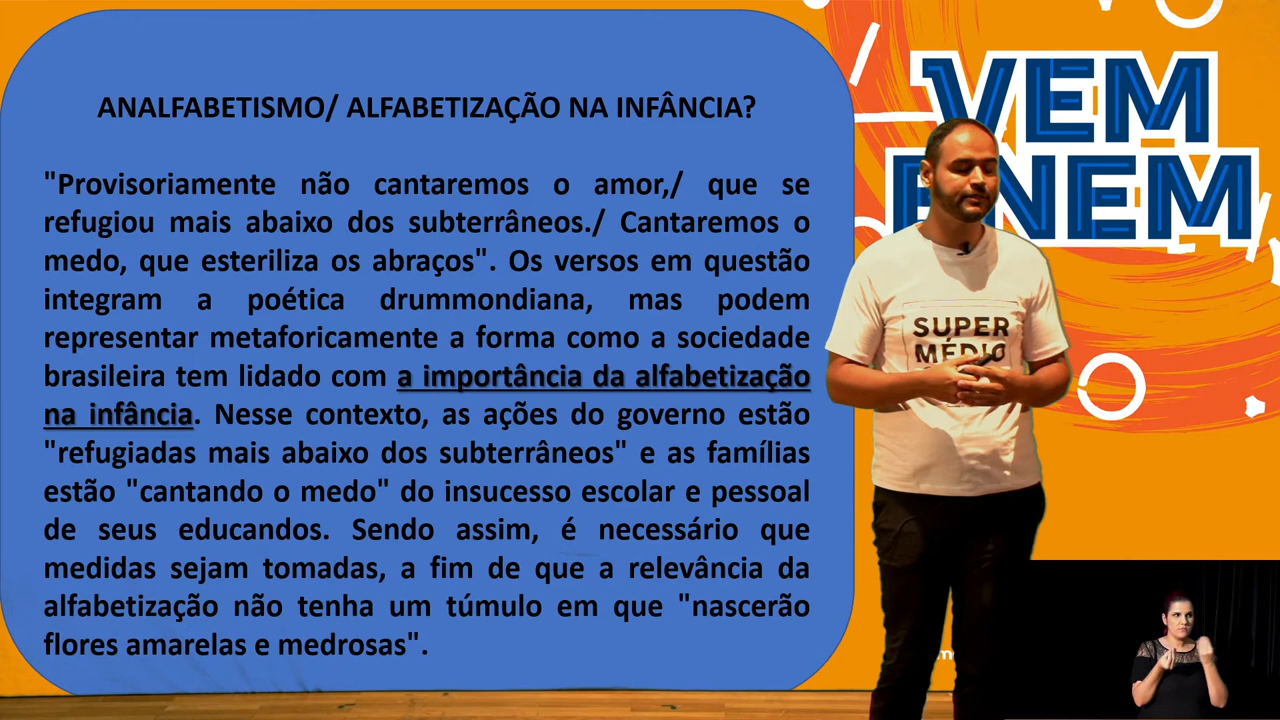 ANALFABETISMO/ ALFABETIZAÇÃO NA INFÂNCIA?
"Provisoriamente não cantaremos o amor,/ que se
refugiou mais abaixo dos subterrâneos./ Cantaremos o
medo, que esteriliza os abraços". Os versos em questão
integram a poética drummondiana, mas podem
representar metaforicamente a forma como a sociedade
brasileira tem lidado com a importância da alfabetização
na infância. Nesse contexto, as ações do governo estão
"refugiadas mais abaixo dos subterrâneos" e as famílias
estão "cantando o medo" do insucesso escolar e pessoal
de seus educandos. Sendo assim, é necessário que
medidas sejam tomadas, a fim de que a relevância da
alfabetização não tenha um túmulo em que "nascerão
flores amarelas e medrosas".
VEM
ENEM
SUPER
MÉDIO